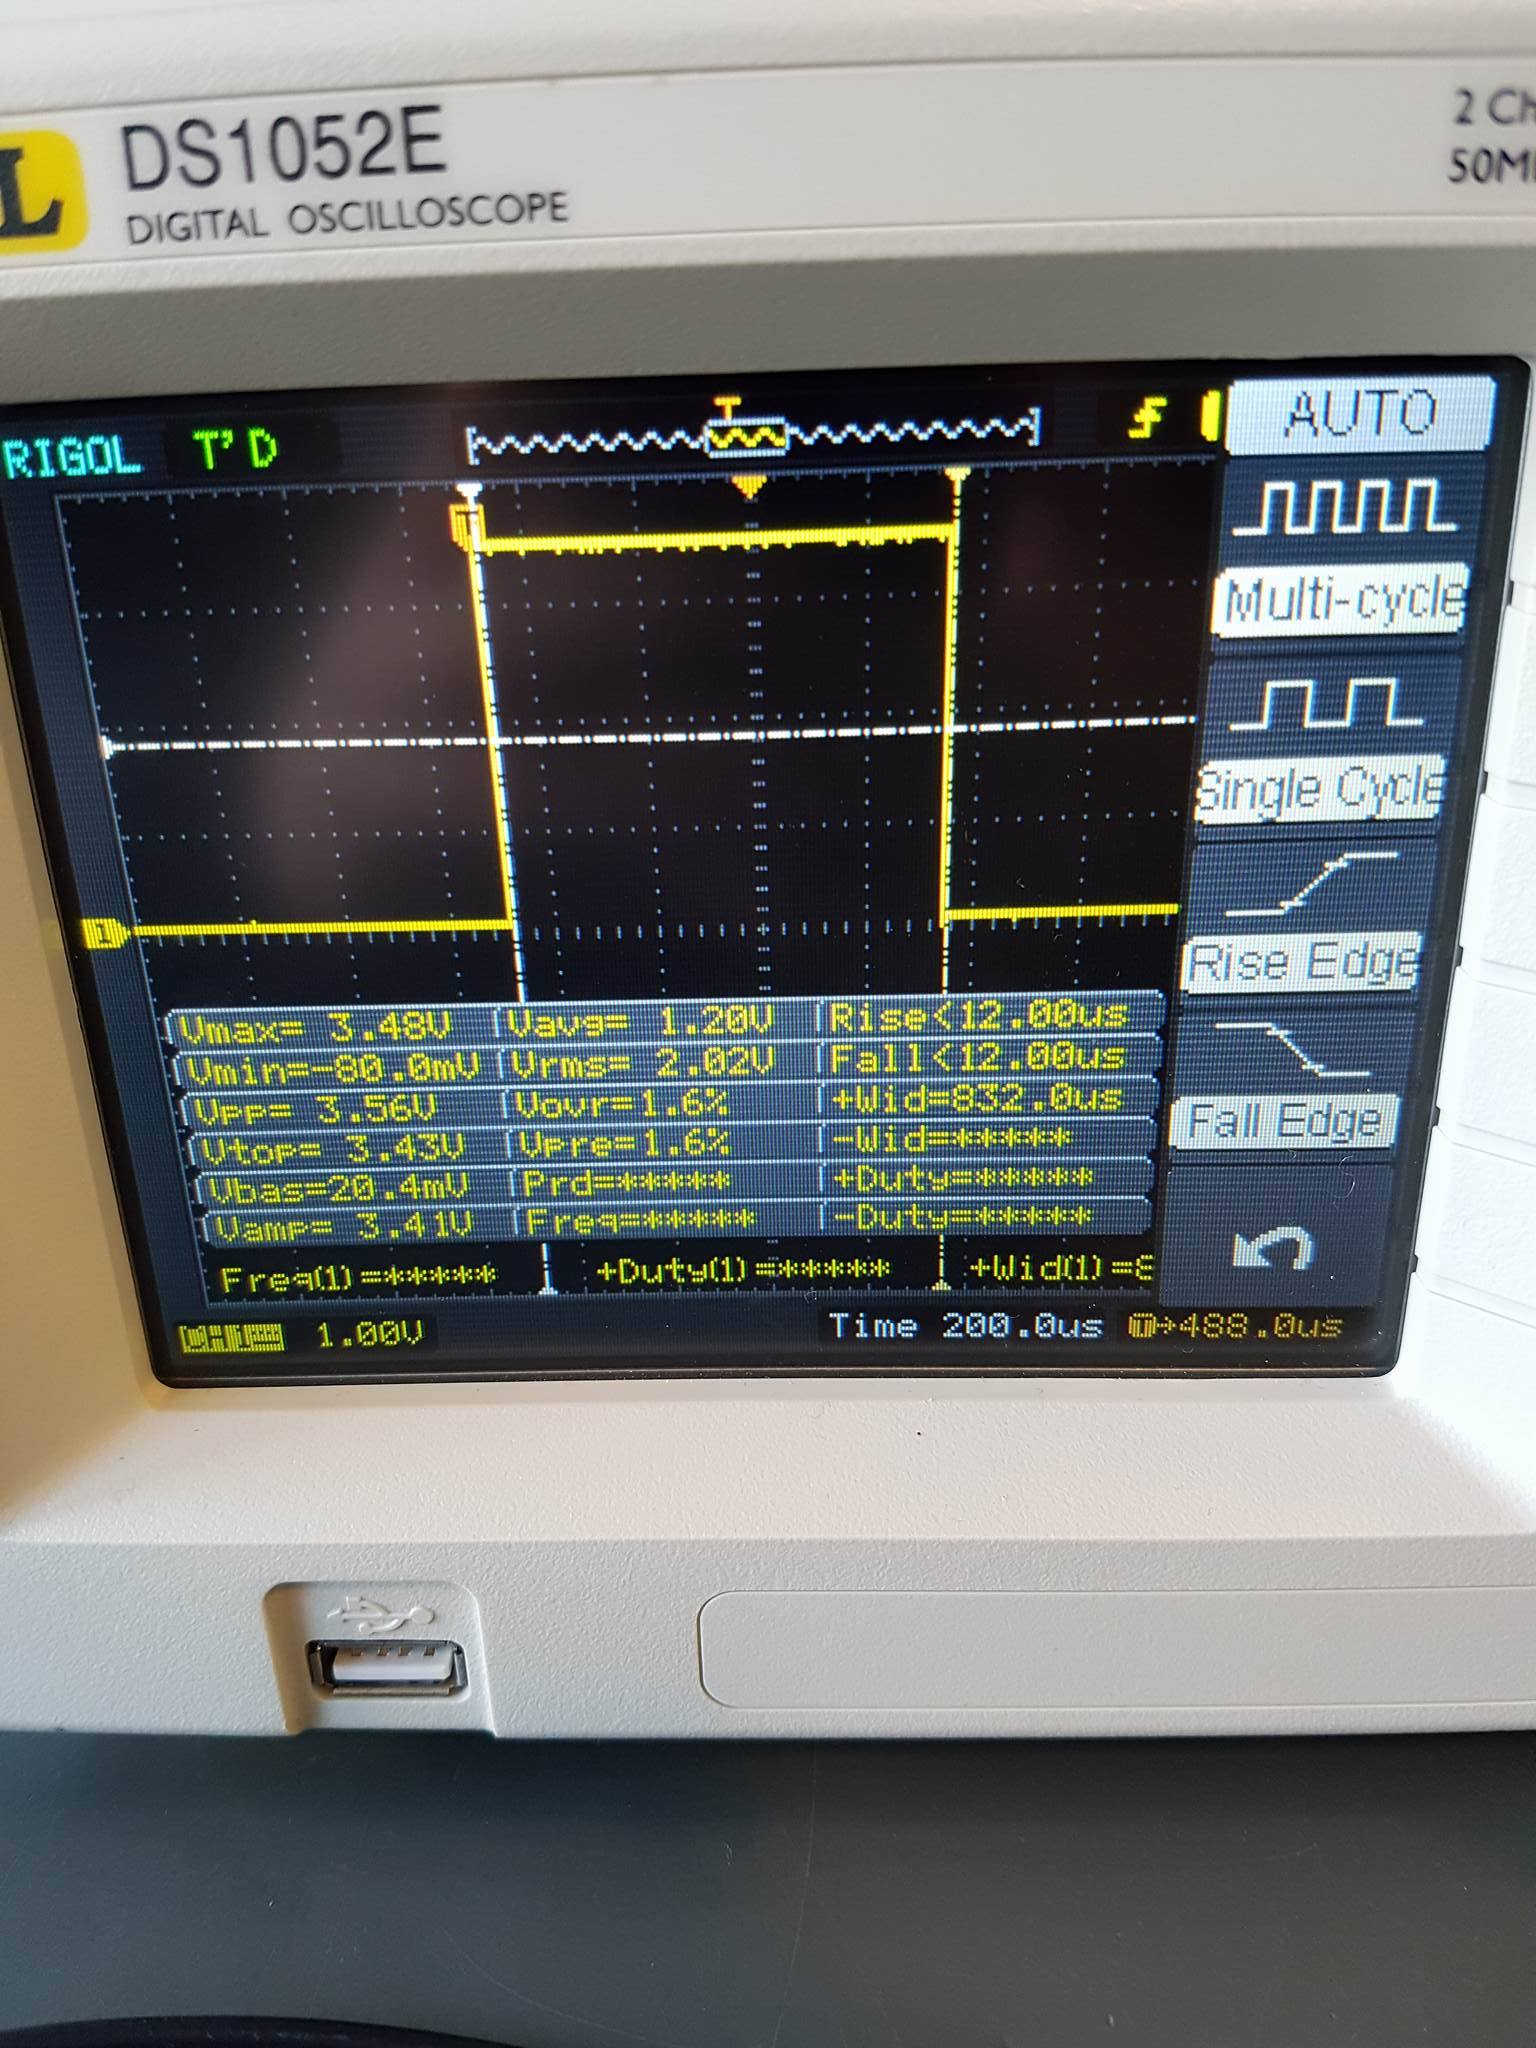 L DS1052E
DIGITAL OSCILLOSCOPE
2 Ch
50M
RIGOL T'D
T
AUTO
Multi-cycle
Single Cycle
Rise Edge
Fall Edge
T
1
Vmax= 3.48V Vavg= 1.20V Rise<12.00us
Vmin=-80.0mV Vrms= 2.02V Fall<12.00us
Vpp= 3.56V Vovr=1.6% +Wid=832.0us
Vtop= 3.43V Vpre=1.6% -Wid=*****
Vbas=20.4mV Prd=***** +Duty=*****
Vamp= 3.41V Freq=***** -Duty=*****
Freq(1)=***** +Duty(1)=***** +Wid(1)=8
1.00V Time 200.0us T→488.0us